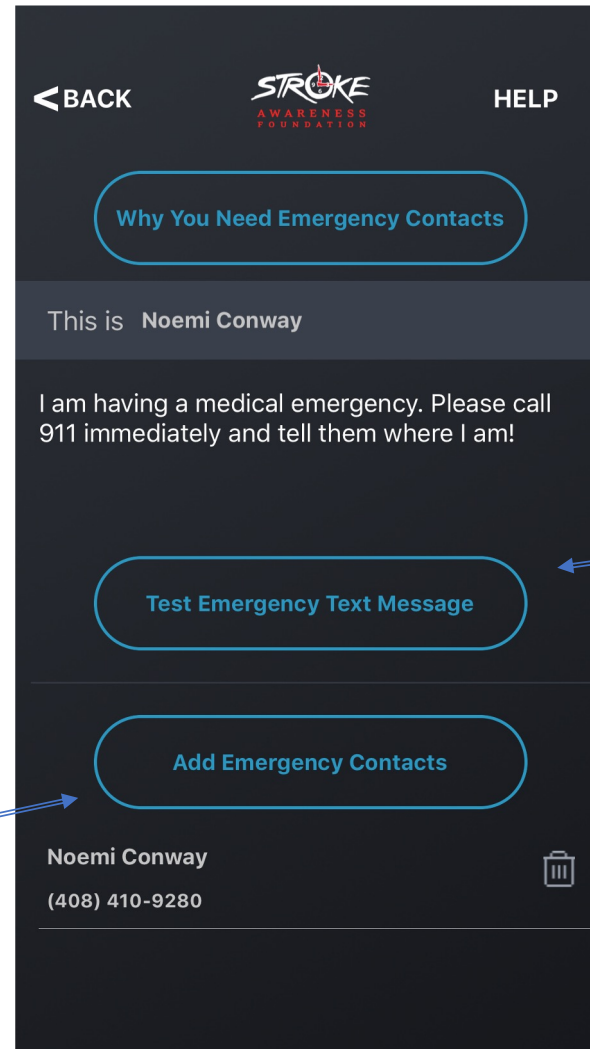 <BACK
STROKE
AWARENESS
FOUNDATION
HELP
Why You Need Emergency Contacts
This is Noemi Conway
I am having a medical emergency. Please call
911 immediately and tell them where I am!
Test Emergency Text Message
Add Emergency Contacts
Noemi Conway
(408) 410-9280